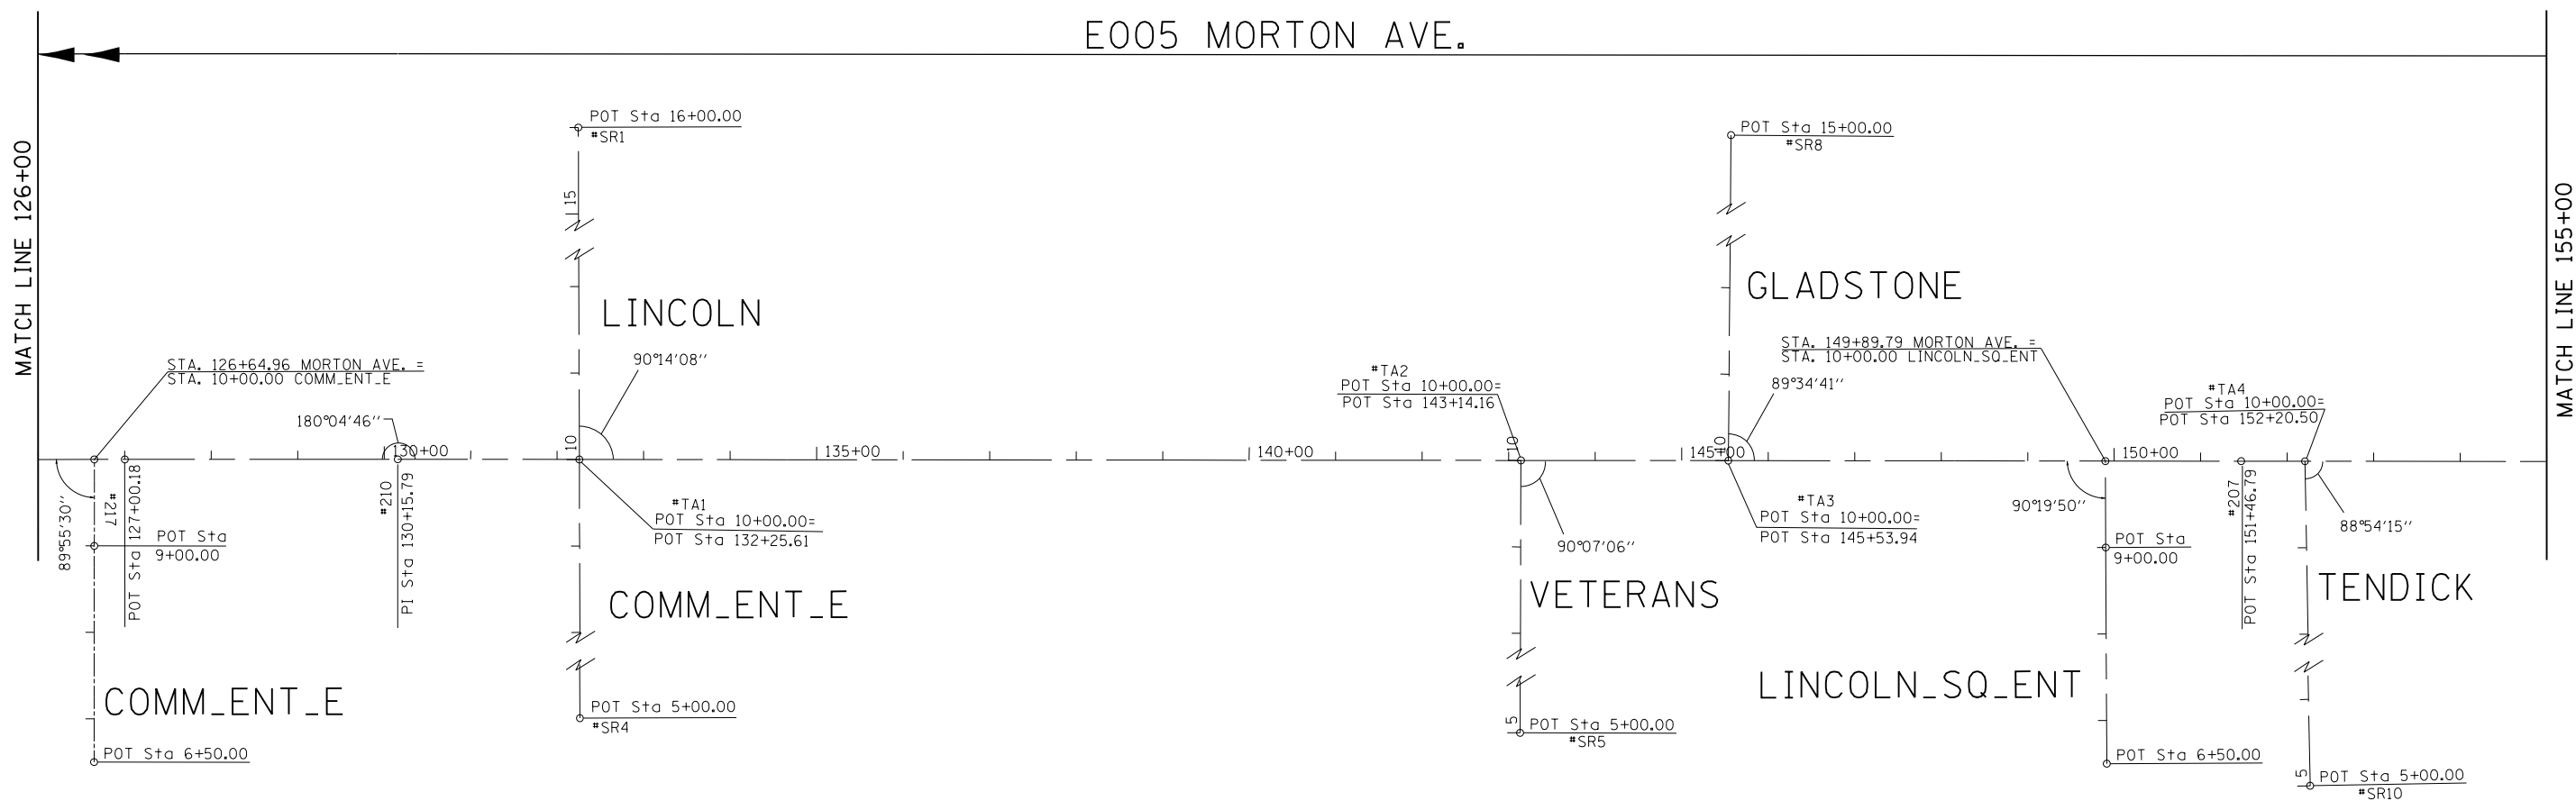 E005 MORTON AVE.
MATCH LINE 126+00
MATCH LINE 155+00
POT Sta 16+00.00
#SR1
15
LINCOLN
90°14'08''
STA. 126+64.96 MORTON AVE. =
STA. 10+00.00 COMM_ENT_E
180°04'46''
POT Sta 15+00.00
#SR8
GLADSTONE
STA. 149+89.79 MORTON AVE. =
STA. 10+00.00 LINCOLN_SQ_ENT
89°34'41''
#TA2
POT Sta 10+00.00=
POT Sta 143+14.16
#TA4
POT Sta 10+00.00=
POT Sta 152+20.50
130+00
10
135+00
140+00
10
145+00
10
150+00
89°55'30''
#217
POT Sta 127+00.18
POT Sta
9+00.00
#210
PI Sta 130+15.79
#TA1
POT Sta 10+00.00=
POT Sta 132+25.61
90°07'06''
#TA3
POT Sta 10+00.00=
POT Sta 145+53.94
90°19'50''
POT Sta
9+00.00
#207
POT Sta 151+46.79
88°54'15''
COMM_ENT_E
COMM_ENT_E
VETERANS
LINCOLN_SQ_ENT
TENDICK
POT Sta 6+50.00
POT Sta 5+00.00
#SR4
5
POT Sta 5+00.00
#SR5
POT Sta 6+50.00
5
POT Sta 5+00.00
#SR10